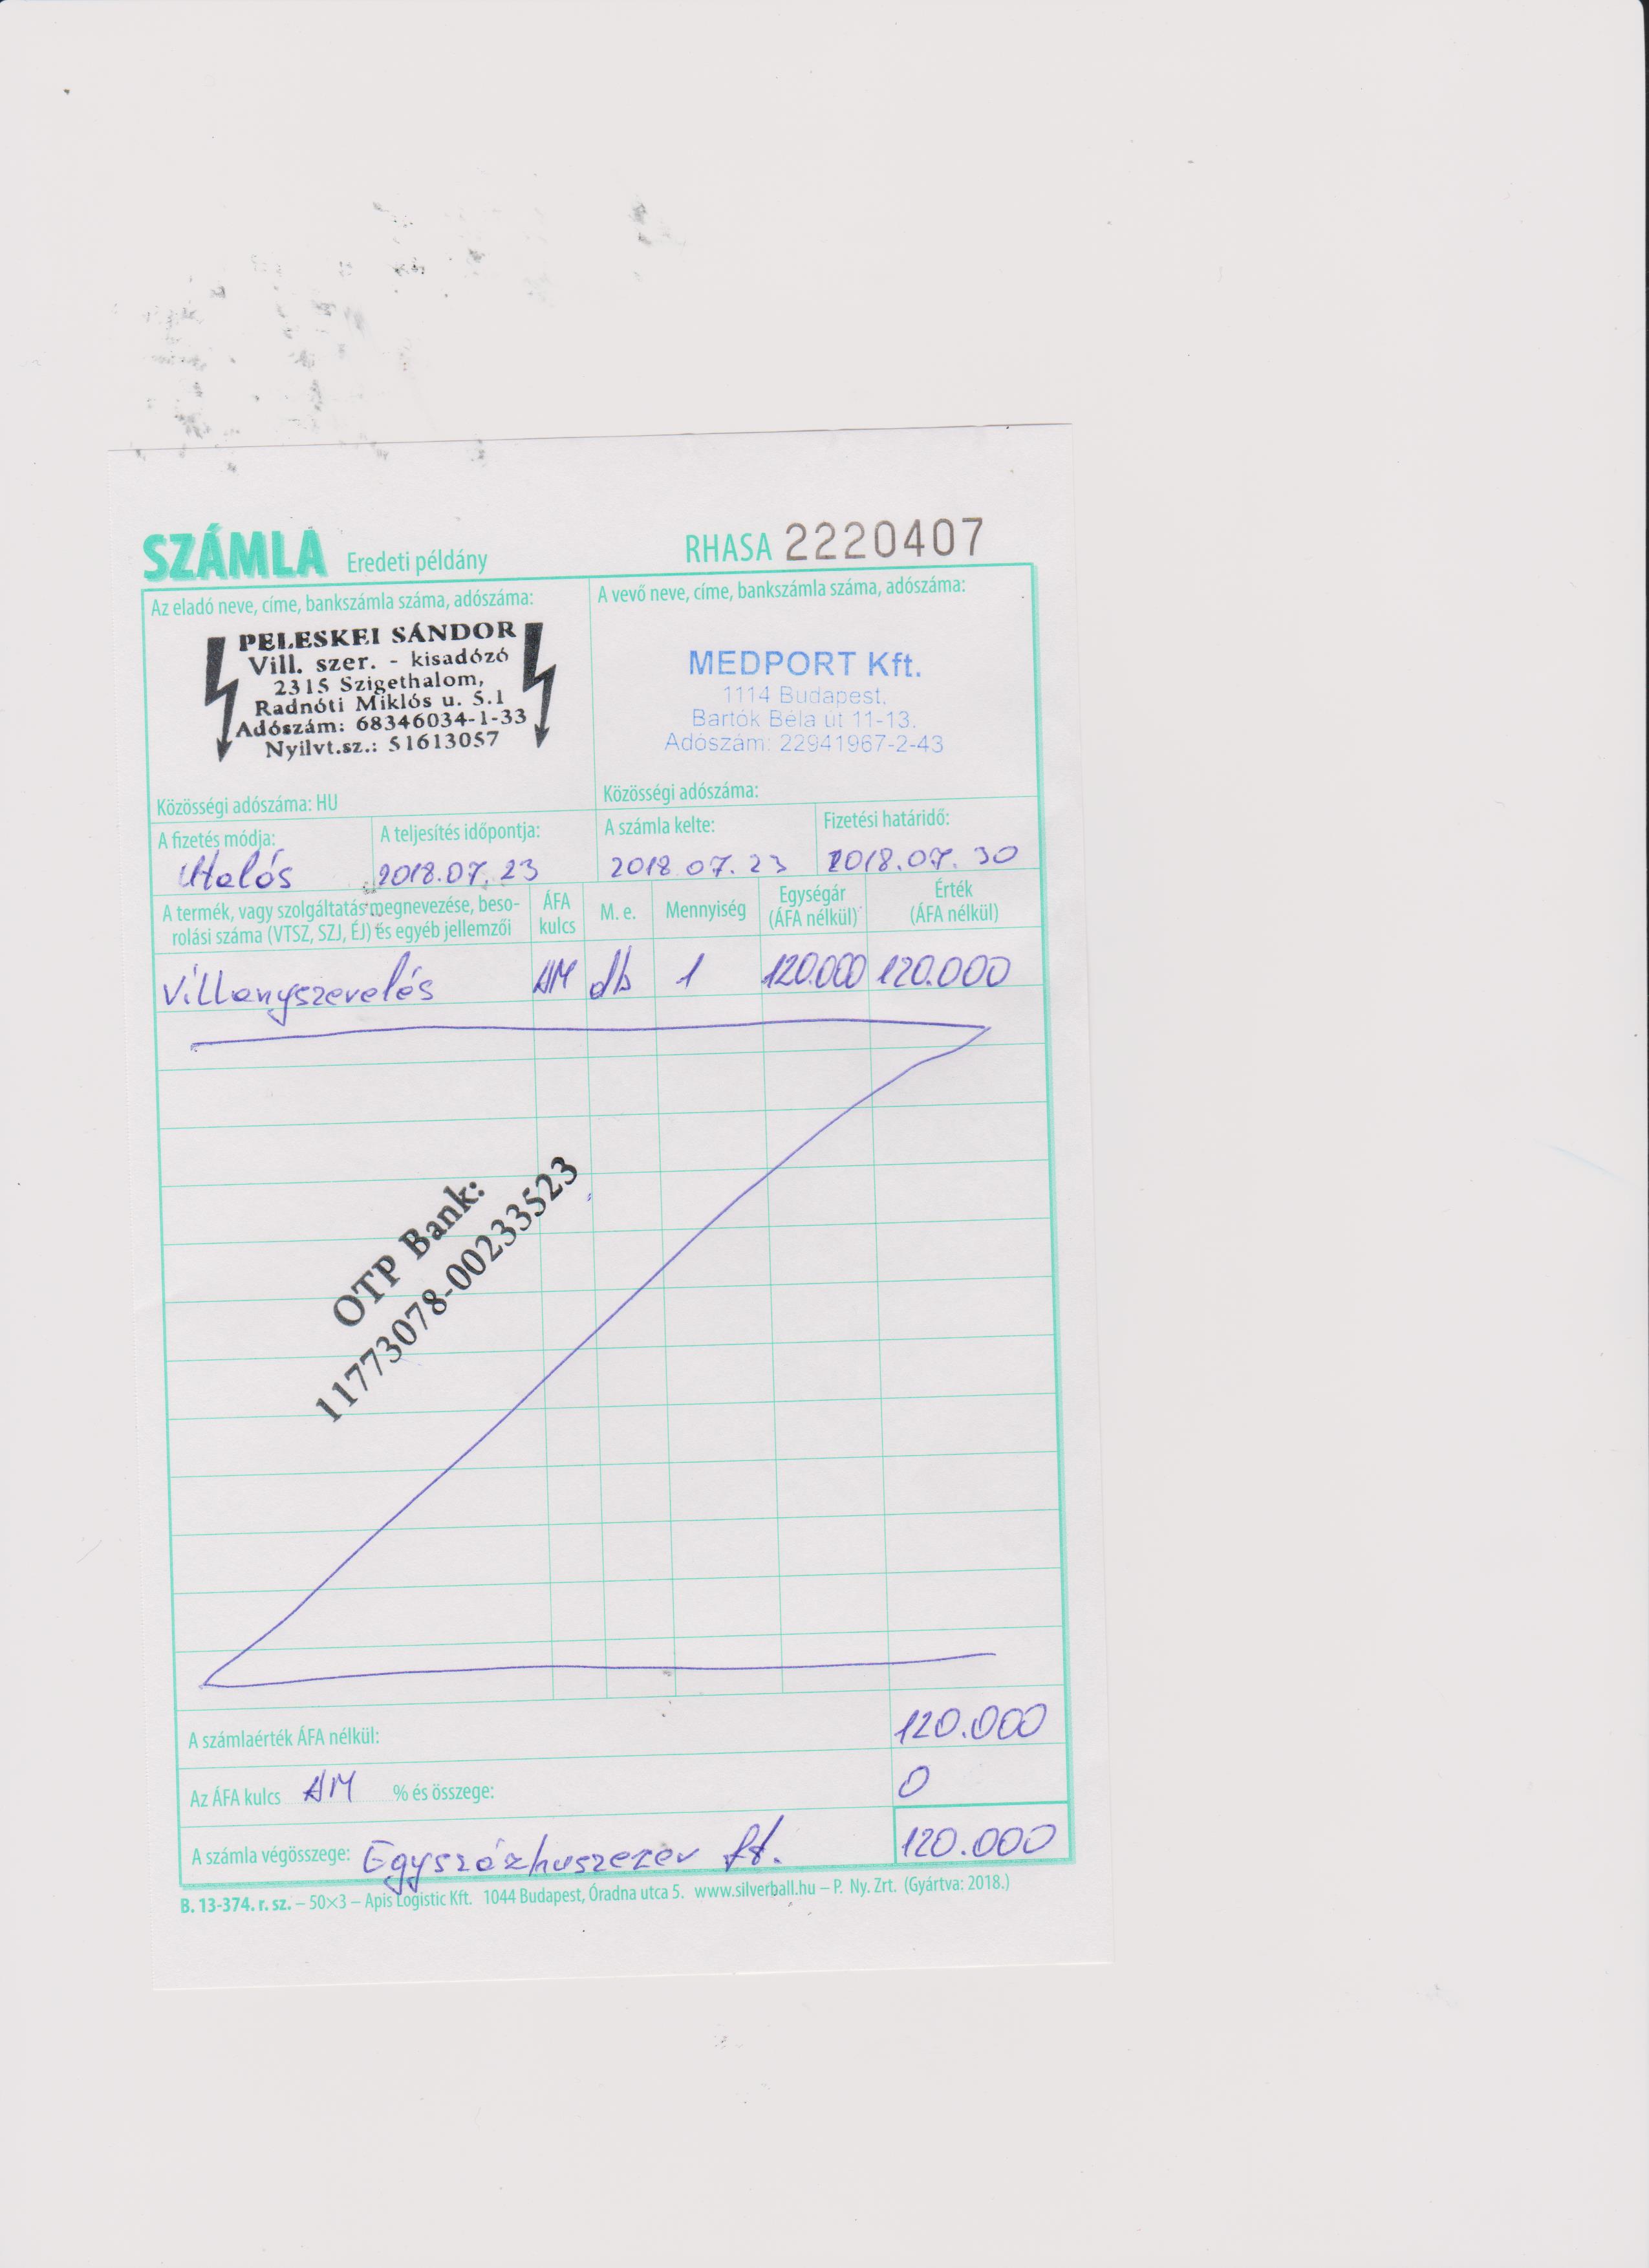 SZÁMLA Eredeti példány RHASA 2220407
Az eladó neve, címe, bankszámla száma, adószáma:
PELESKEI SÁNDOR
Vill. szer. - kisadózó
2315 Szigethalom,
Radnóti Miklós u. 5.1
Adószám: 68346034-1-33
Nyilvt.sz.: 51613057
Közösségi adószáma: HU
A vevő neve, címe, bankszámla száma, adószáma:
MEDPORT Kft.
1114 Budapest,
Bartók Béla út 11-13.
Adószám: 22941967-2-43
Közösségi adószáma:
A fizetés módja:
Utalás
A teljesítés időpontja:
2018.07.23
A számla kelte:
2018.07.23
Fizetési határidő:
2018.07.30
A termék, vagy szolgáltatás megnevezése, beso-
rolási száma (VTSZ, SZJ, ÉJ) és egyéb jellemzői
ÁFA
kulcs
M. e.
Mennyiség
Egységár
(ÁFA nélkül)
Érték
(ÁFA nélkül)
Villanyszerelés AM db 1 120.000 120.000
OTP Bank:
11773078-00233523
A számlaérték ÁFA nélkül: 120.000
Az ÁFA kulcs AM % és összege: 0
A számla végösszege: Egyszázhuszezer ft. 120.000
B. 13-374. r. sz. – 50×3 – Apis Logistic Kft. 1044 Budapest, Óradna utca 5. www.silverball.hu – P. Ny. Zrt. (Gyártva: 2018.)